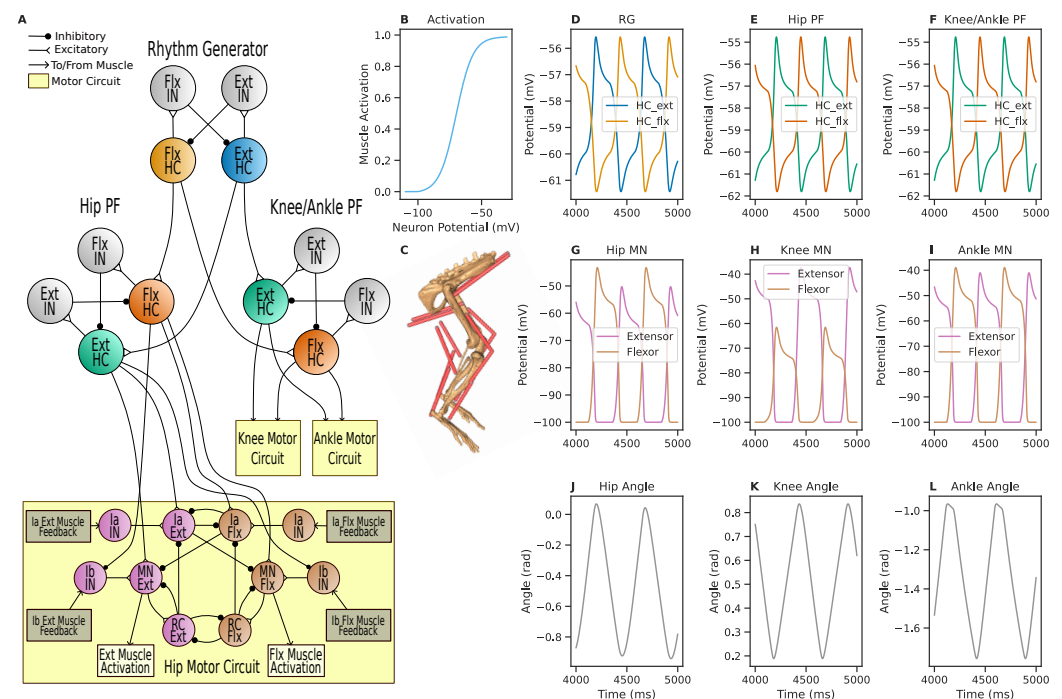 A
Inhibitory
Excitatory
To/From Muscle
Motor Circuit
Rhythm Generator
Flx
IN
Ext
IN
Flx
HC
Ext
HC
Hip PF
Knee/Ankle PF
Flx
IN
Ext
IN
Ext
IN
Flx
HC
Ext
HC
Flx
IN
Ext
HC
Flx
HC
Knee Motor
Circuit
Ankle Motor
Circuit
Ia Ext Muscle
Feedback
Ia
IN
Ia
Ext
Ia
Flx
Ia
IN
Ia Flx Muscle
Feedback
Ib
IN
MN
Ext
MN
Flx
Ib
IN
Ib Ext Muscle
Feedback
RC
Ext
RC
Flx
Ib Flx Muscle
Feedback
Ext Muscle
Activation
Hip Motor Circuit
Flx Muscle
Activation
B
Activation
Muscle Activation
1.0
0.8
0.6
0.4
0.2
0.0
−100
−50
Neuron Potential (mV)
C
D
RG
Potential (mV)
−56
−57
−58
−59
−60
−61
HC_ext
HC_flx
4000
4500
5000
E
Hip PF
Potential (mV)
−55
−56
−57
−58
−59
−60
−61
−62
HC_ext
HC_flx
4000
4500
5000
F
Knee/Ankle PF
Potential (mV)
−55
−56
−57
−58
−59
−60
−61
−62
HC_ext
HC_flx
4000
4500
5000
G
Hip MN
Potential (mV)
−40
−50
−60
−70
−80
−90
−100
Extensor
Flexor
4000
4500
5000
H
Knee MN
Potential (mV)
−40
−50
−60
−70
−80
−90
−100
Extensor
Flexor
4000
4500
5000
I
Ankle MN
Potential (mV)
−40
−50
−60
−70
−80
−90
−100
Extensor
Flexor
4000
4500
5000
J
Hip Angle
Angle (rad)
0.0
−0.2
−0.4
−0.6
−0.8
4000
4500
5000
Time (ms)
K
Knee Angle
Angle (rad)
0.8
0.7
0.6
0.5
0.4
0.3
0.2
4000
4500
5000
Time (ms)
L
Ankle Angle
Angle (rad)
−1.0
−1.2
−1.4
−1.6
4000
4500
5000
Time (ms)